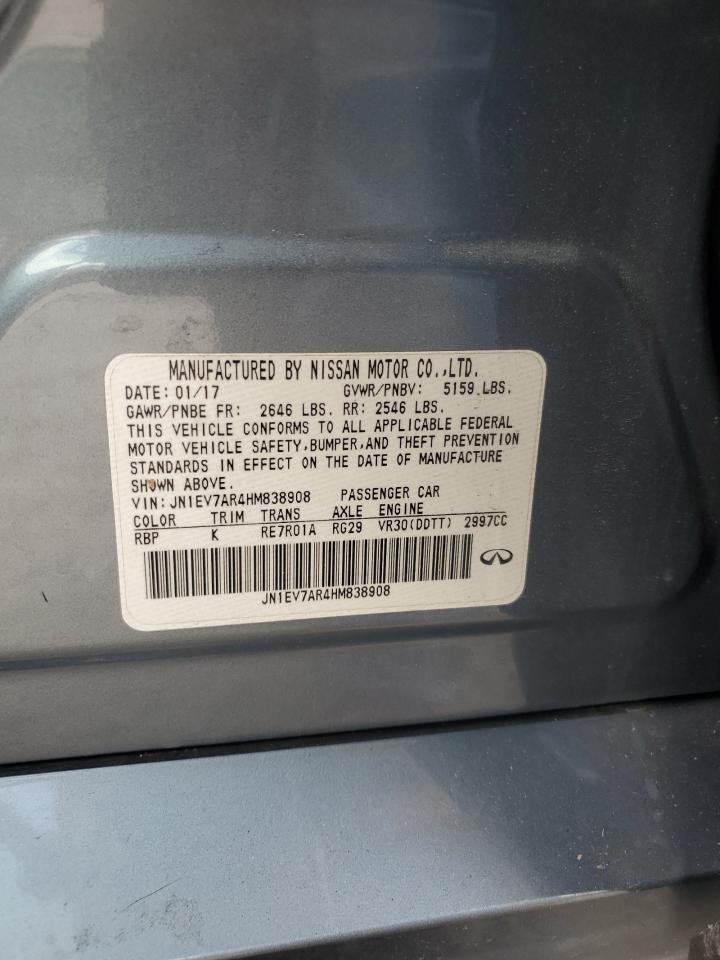 MANUFACTURED BY NISSAN MOTOR CO.,LTD.
DATE: 01/17 GVWR/PNBV: 5159 LBS.
GAWR/PNBE FR: 2646 LBS. RR: 2546 LBS.
THIS VEHICLE CONFORMS TO ALL APPLICABLE FEDERAL
MOTOR VEHICLE SAFETY,BUMPER,AND THEFT PREVENTION
STANDARDS IN EFFECT ON THE DATE OF MANUFACTURE
SHOWN ABOVE.
VIN:JN1EV7AR4HM838908 PASSENGER CAR
COLOR TRIM TRANS AXLE ENGINE
RBP K RE7R01A RG29 VR30(DDTT) 2997CC
JN1EV7AR4HM838908